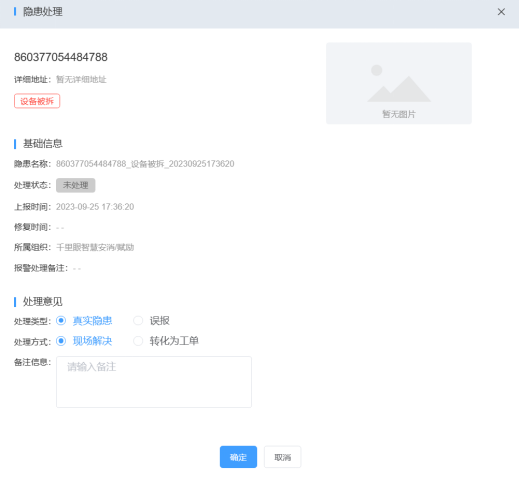 隐患处理
860377054484788
详细地址: 暂无详细地址
设备被拆
暂无图片
基础信息
隐患名称: 860377054484788_设备被拆_20230925173620
处理状态: 未处理
上报时间: 2023-09-25 17:36:20
修复时间: - -
所属组织: 千里眼智慧安消/赋励
报警处理备注: - -
处理意见
处理类型: 真实隐患 误报
处理方式: 现场解决 转化为工单
备注信息: 请输入备注
确定 取消